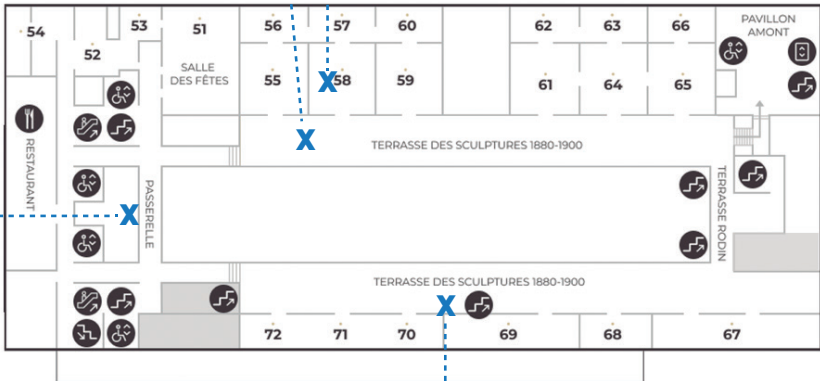 54
53
51
56
57
60
62
63
66
PAVILLON
AMONT
52
SALLE
DES FÊTES
55
X58
59
61
64
65
X
TERRASSE DES SCULPTURES 1880-1900
RESTAURANT
PASSERELLE
X
TERRASSE RODIN
TERRASSE DES SCULPTURES 1880-1900
X
72
71
70
69
68
67